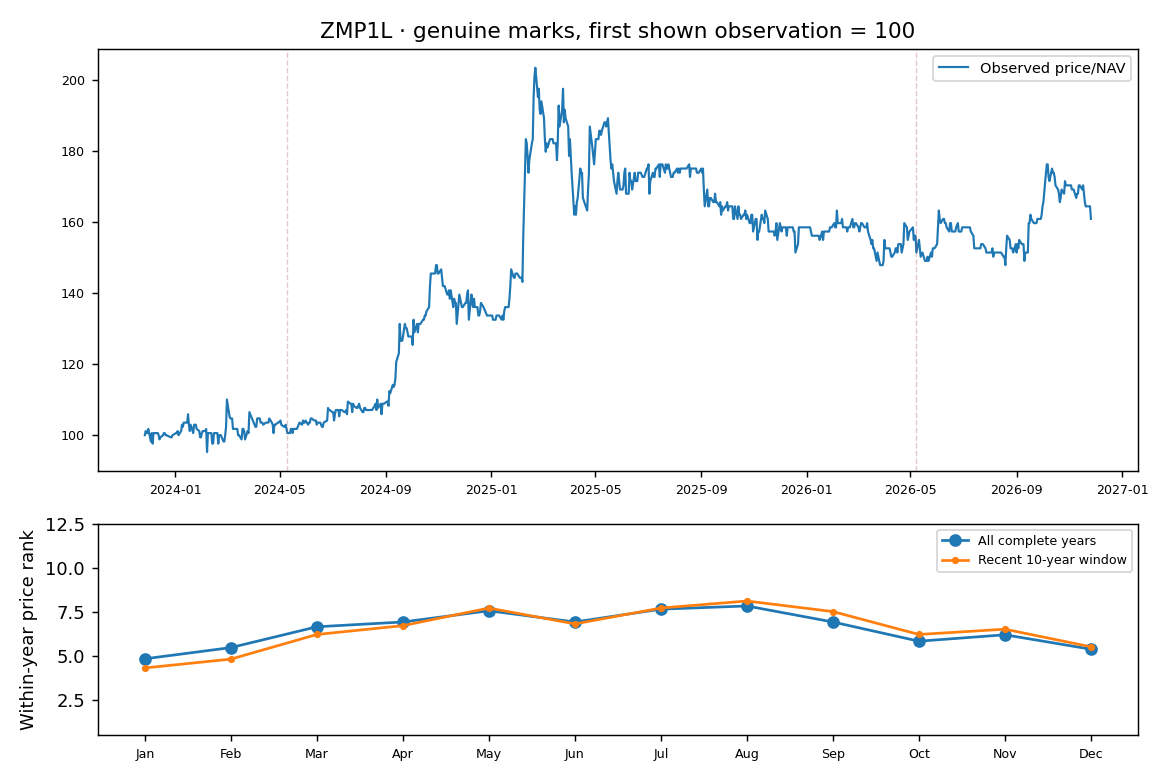 ZMP1L · genuine marks, first shown observation = 100
Observed price/NAV
200
180
160
140
120
100
2024-01 2024-05 2024-09 2025-01 2025-05 2025-09 2026-01 2026-05 2026-09 2027-01
Within-year price rank
12.5
10.0
7.5
5.0
2.5
All complete years
Recent 10-year window
Jan Feb Mar Apr May Jun Jul Aug Sep Oct Nov Dec